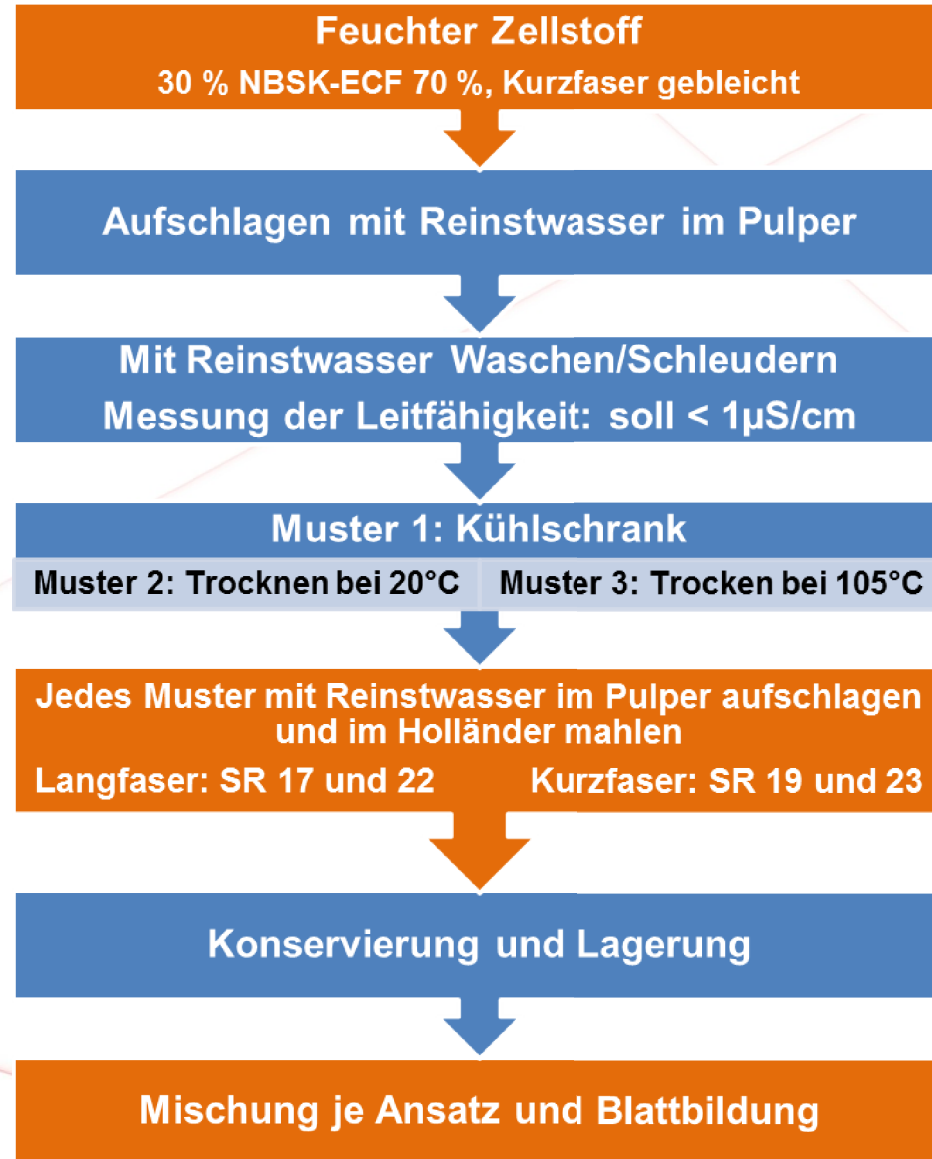 Feuchter Zellstoff
30 % NBSK-ECF 70 %, Kurzfaser gebleicht
Aufschlagen mit Reinstwasser im Pulper
Mit Reinstwasser Waschen/Schleudern
Messung der Leitfähigkeit: soll < 1µS/cm
Muster 1: Kühlschrank
Muster 2: Trocknen bei 20°C
Muster 3: Trocken bei 105°C
Jedes Muster mit Reinstwasser im Pulper aufschlagen
und im Holländer mahlen
Langfaser: SR 17 und 22
Kurzfaser: SR 19 und 23
Konservierung und Lagerung
Mischung je Ansatz und Blattbildung